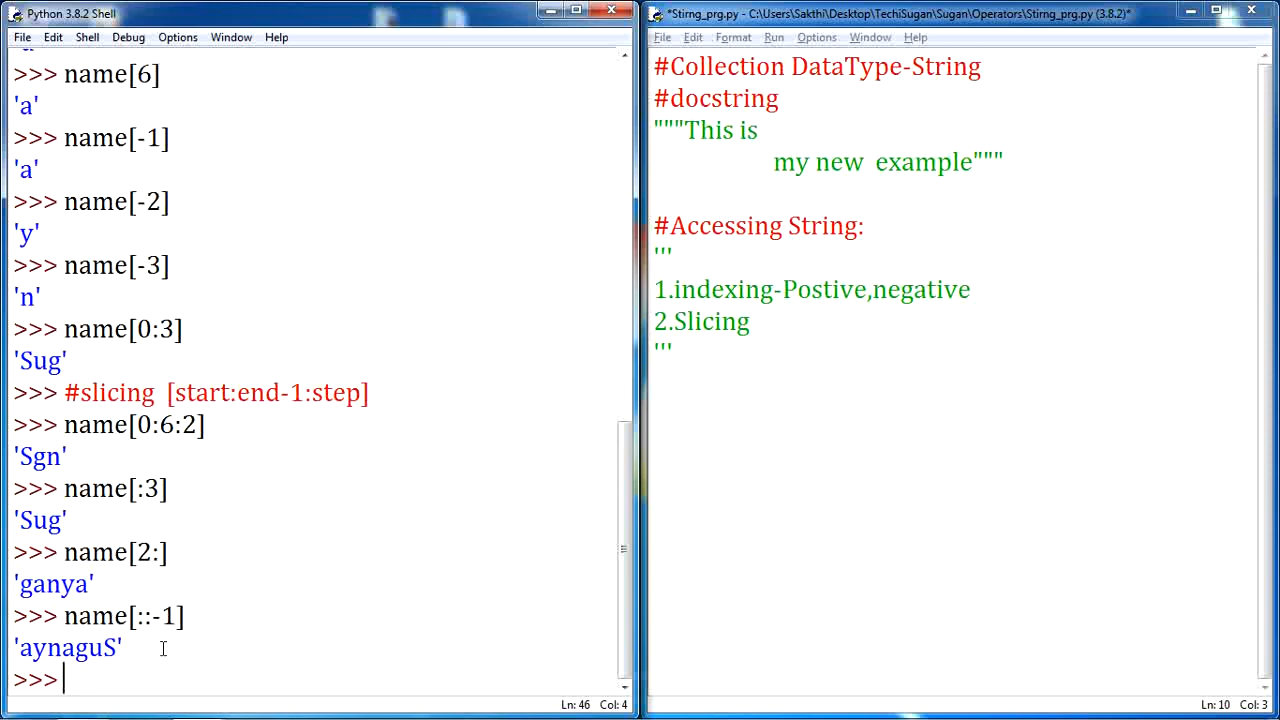 Python 3.8.2 Shell
File Edit Shell Debug Options Window Help
>>> name[6]
'a'
>>> name[-1]
'a'
>>> name[-2]
'y'
>>> name[-3]
'n'
>>> name[0:3]
'Sug'
>>> #slicing [start:end-1:step]
>>> name[0:6:2]
'Sgn'
>>> name[:3]
'Sug'
>>> name[2:]
'ganya'
>>> name[::-1]
'aynaguS'
>>>
Ln: 46 Col: 4
*Stirng_prg.py - C:\Users\Sakthi\Desktop\TechiSugan\Sugan\Operators\Stirng_prg.py (3.8.2)*
File Edit Format Run Options Window Help
#Collection DataType-String
#docstring
"""This is
my new example"""
#Accessing String:
'''
1.indexing-Postive,negative
2.Slicing
'''
Ln: 10 Col: 3